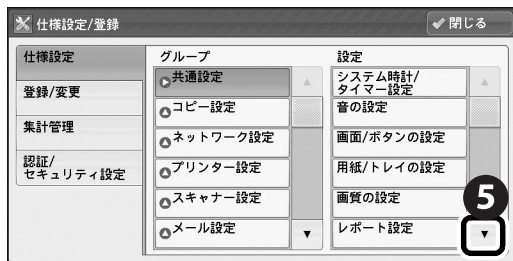 仕様設定/登録
閉じる
仕様設定
登録/変更
集計管理
認証/
セキュリティ設定
グループ
共通設定
コピー設定
ネットワーク設定
プリンター設定
スキャナー設定
メール設定
設定
システム時計/
タイマー設定
音の設定
画面/ボタンの設定
用紙/トレイの設定
画質の設定
レポート設定
5